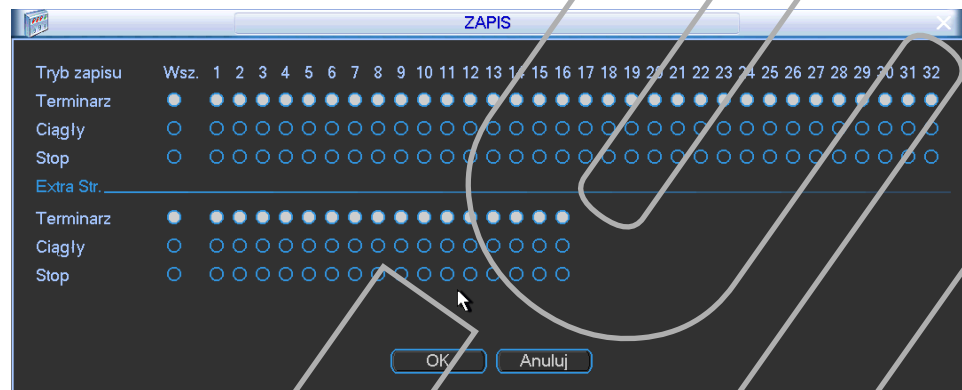 ZAPIS
Tryb zapisu Wsz. 1 2 3 4 5 6 7 8 9 10 11 12 13 14 15 16 17 18 19 20 21 22 23 24 25 26 27 28 29 30 31 32
Terminarz
Ciągły
Stop
Extra Str.
Terminarz
Ciągły
Stop
OK Anuluj